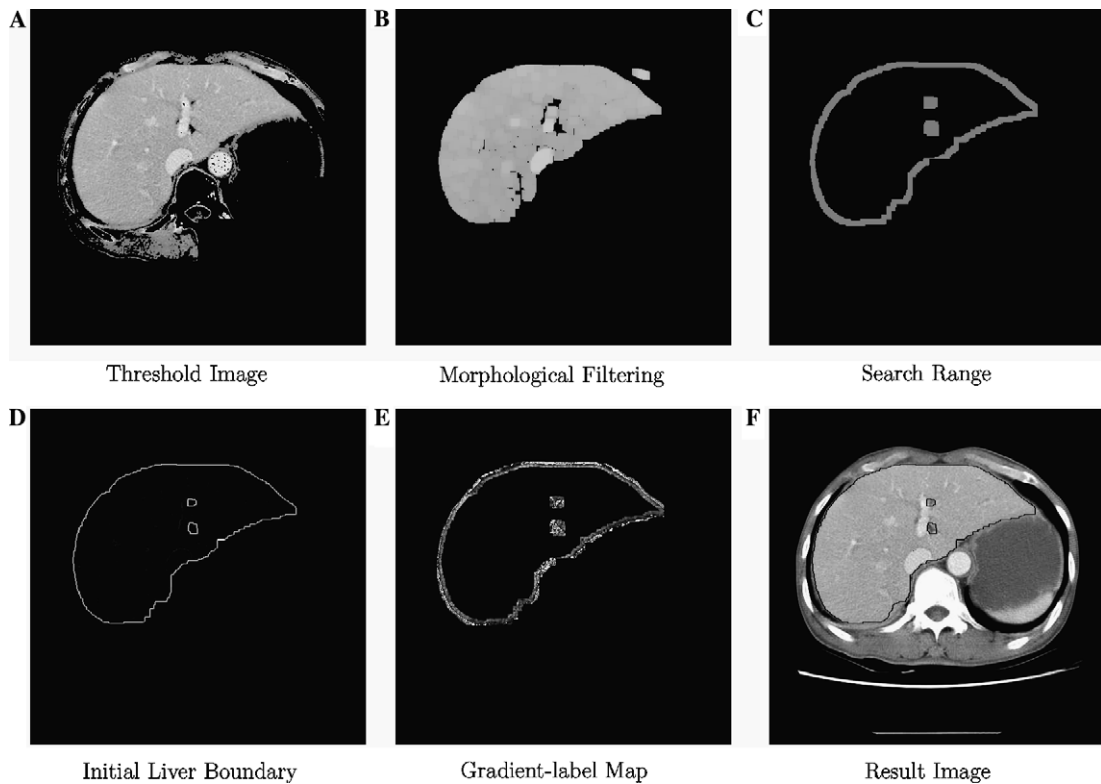 A
B
C
Threshold Image
Morphological Filtering
Search Range
D
E
F
Initial Liver Boundary
Gradient-label Map
Result Image